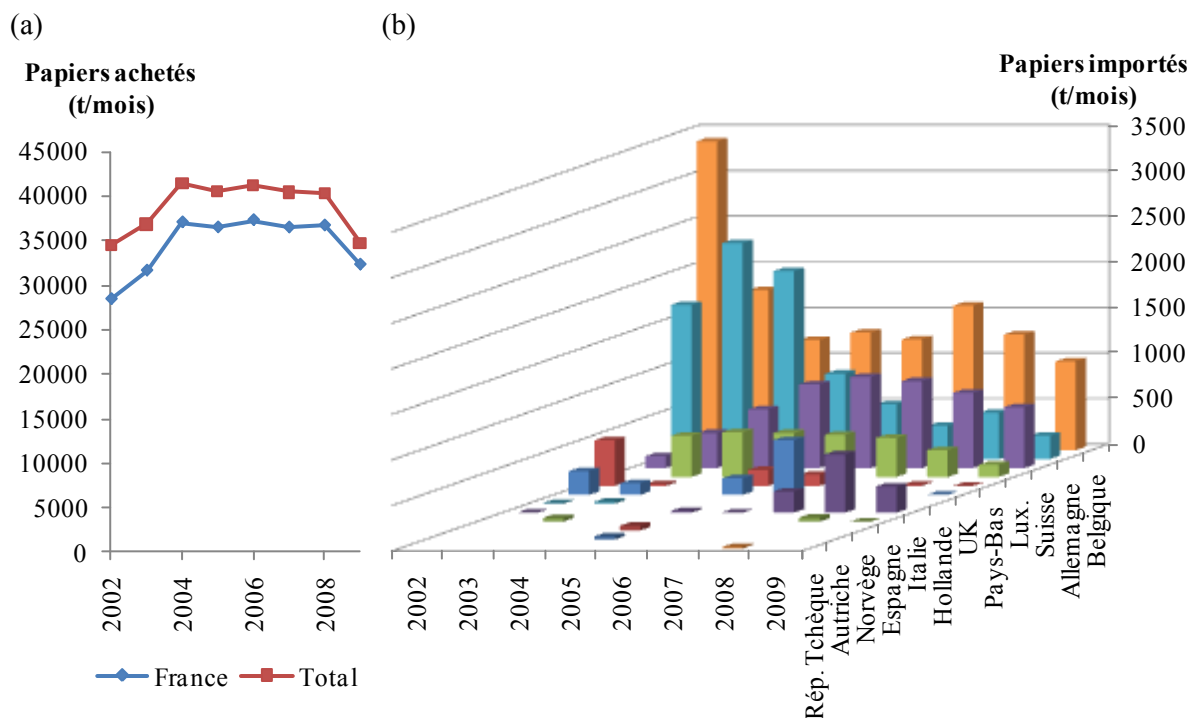 (a)
(b)
Papiers achetés
(t/mois)
Papiers importés
(t/mois)
45000
40000
35000
30000
25000
20000
15000
10000
5000
0
2002
2004
2006
2008
France
Total
3500
3000
2500
2000
1500
1000
500
0
2002
2003
2004
2005
2006
2007
2008
2009
Rép. Tchèque
Autriche
Norvège
Espagne
Italie
Hollande
UK
Pays-Bas
Lux.
Suisse
Allemagne
Belgique